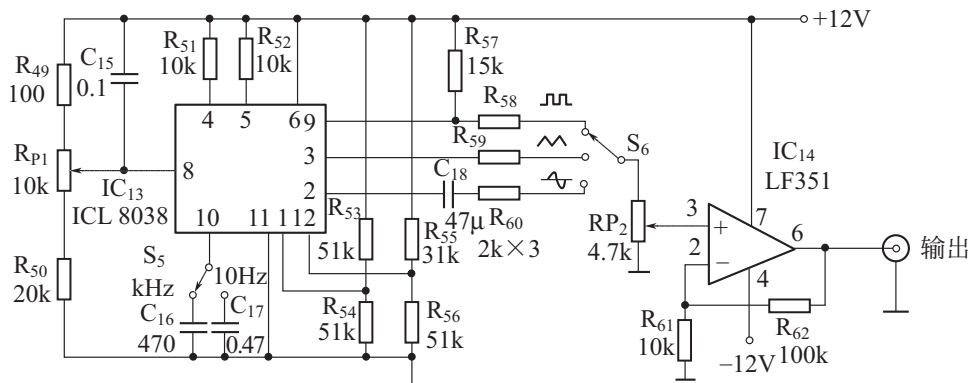 +12V
R49
100
C15
0.1
R51
10k
R52
10k
R57
15k
R58
R59
S6
4
5
6
9
8
3
2
RP1
10k
IC13
ICL 8038
10
11
1
12
C18
47μ
R60
2k×3
R53
51k
R55
31k
RP2
4.7k
IC14
LF351
3
+
2
−
7
6
4
输出
R50
20k
S5
kHz
10Hz
C16
470
C17
0.47
R54
51k
R56
51k
R61
10k
R62
100k
−12V